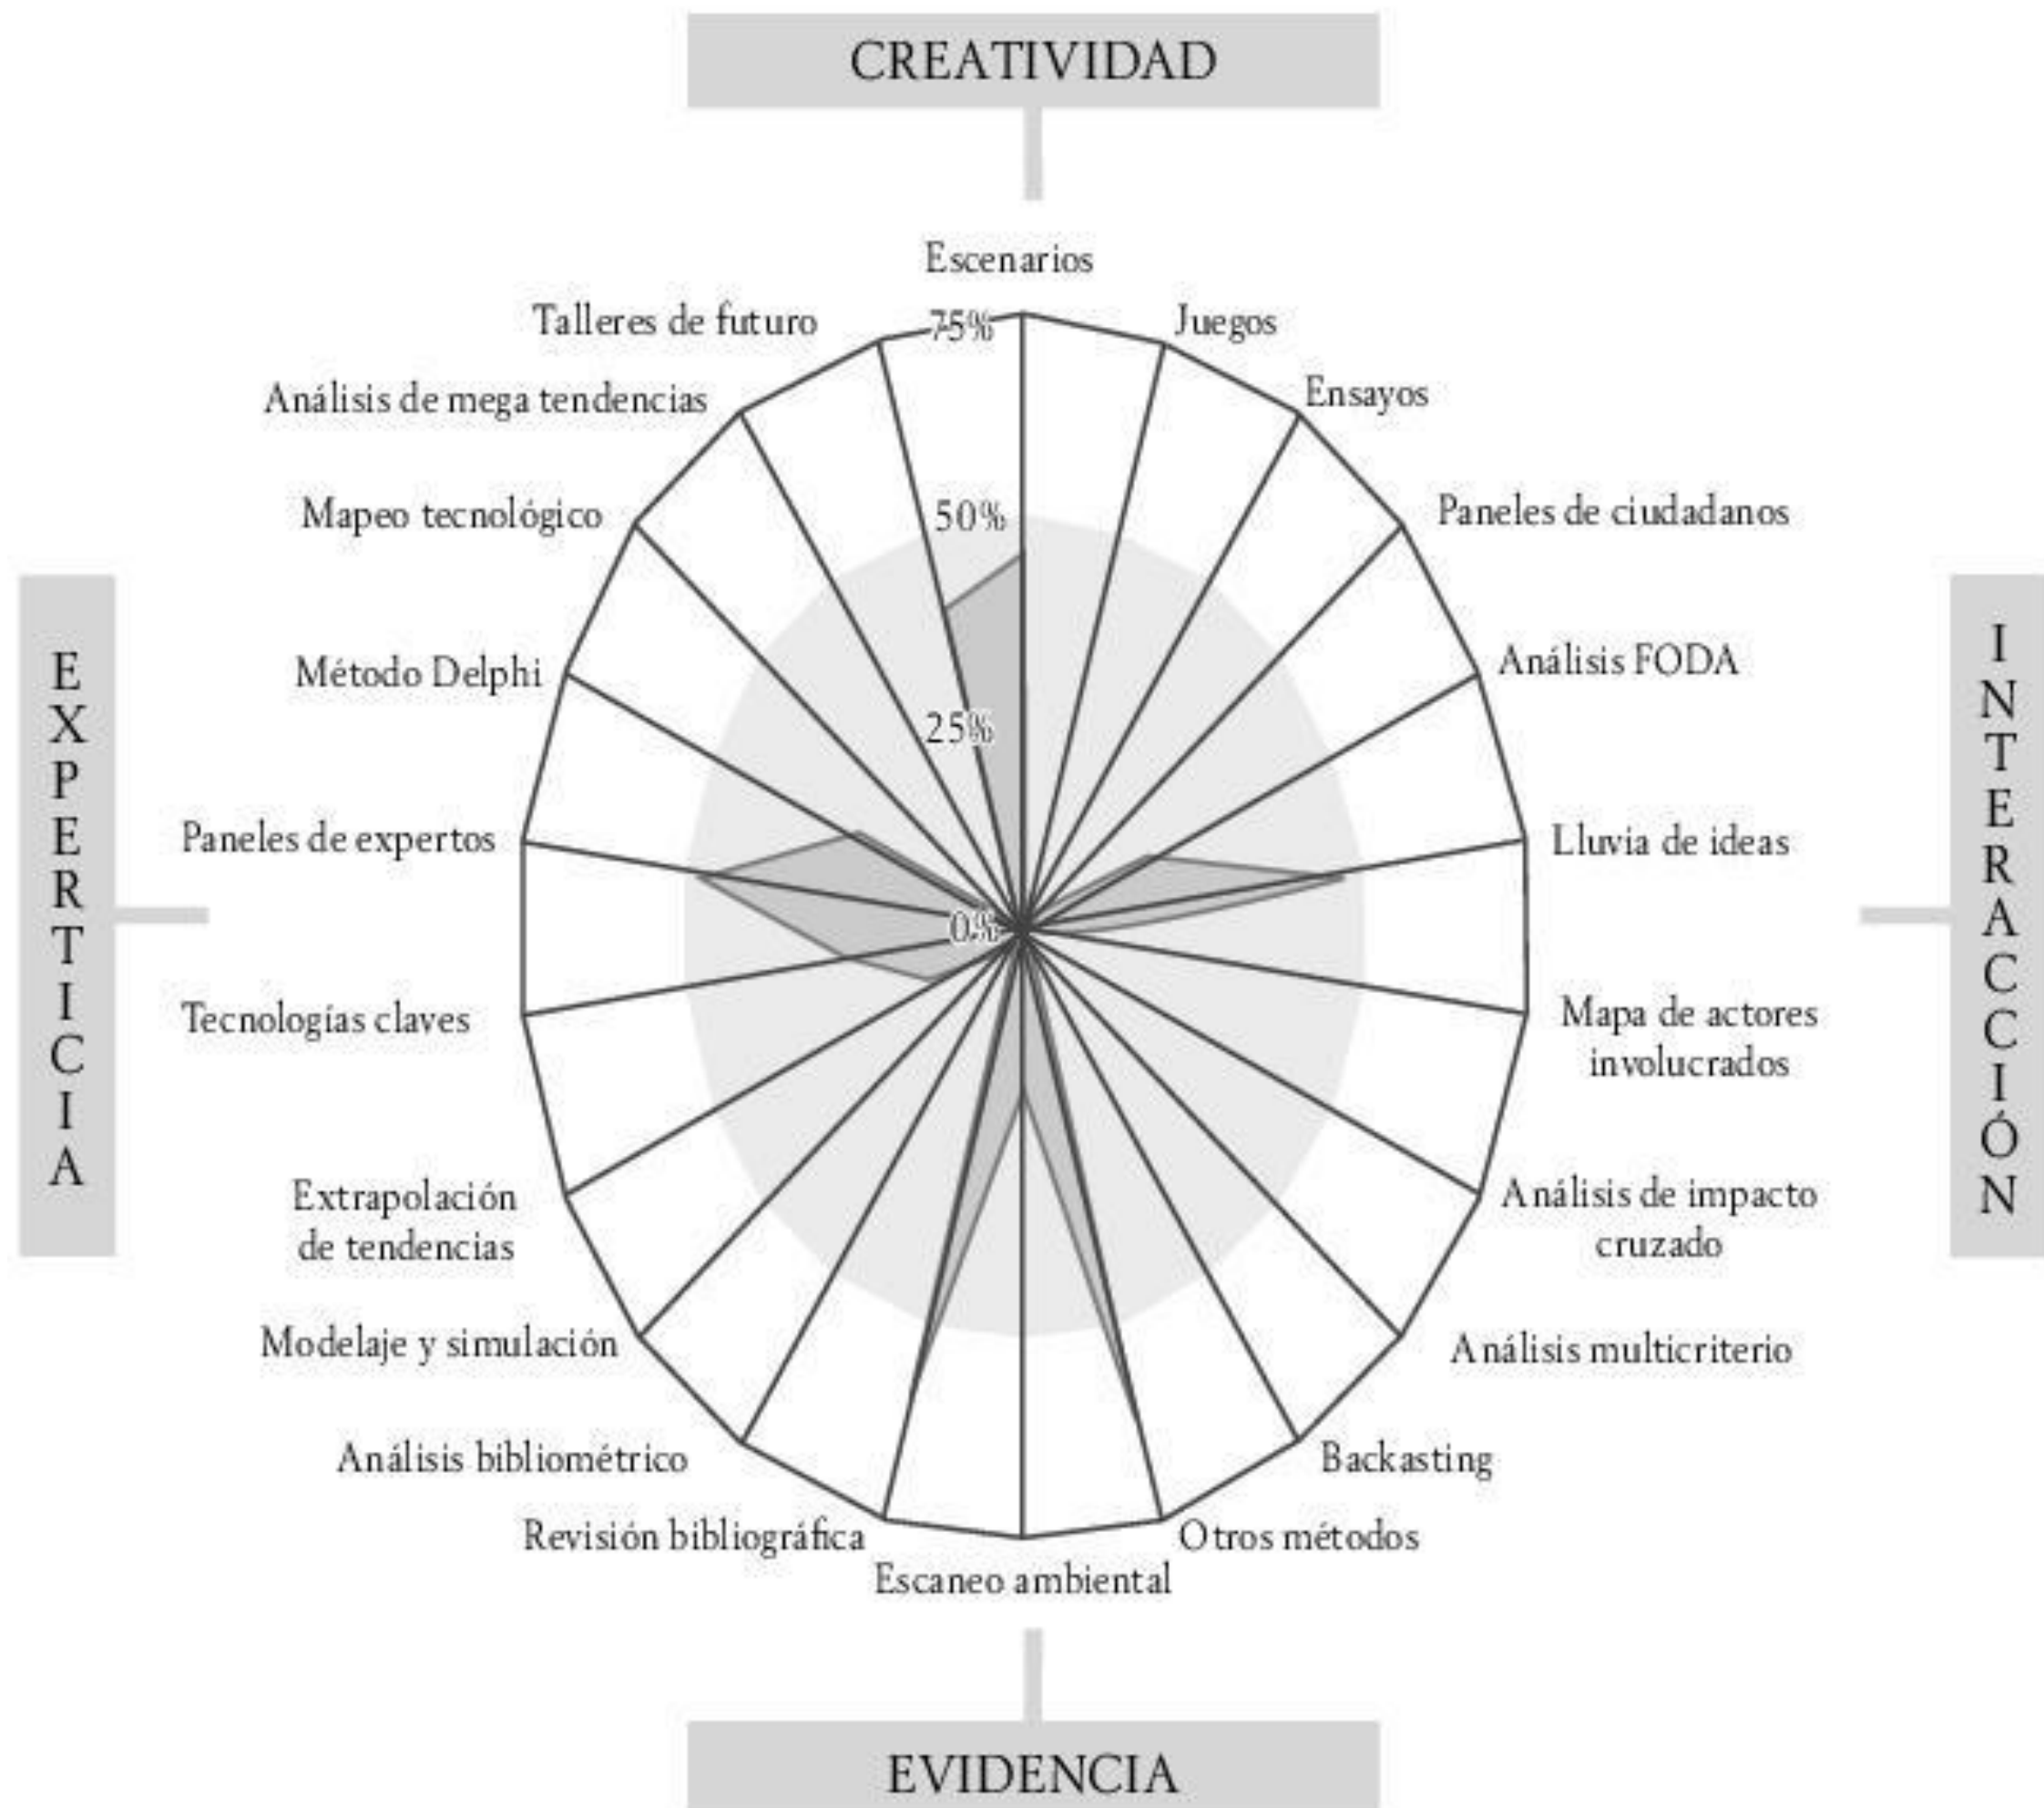 CREATIVIDAD
Escenarios
Talleres de futuro
75%
Juegos
Análisis de mega tendencias
Ensayos
Mapeo tecnológico
50%
Paneles de ciudadanos
Método Delphi
Análisis FODA
25%
Paneles de expertos
Lluvia de ideas
0%
Tecnologías claves
Mapa de actores
involucrados
Extrapolación
de tendencias
Análisis de impacto
cruzado
Modelaje y simulación
Análisis multicriterio
Análisis bibliométrico
Backasting
Revisión bibliográfica
Otros métodos
Escaneo ambiental
EXPERTICIA
INTERACCIÓN
EVIDENCIA